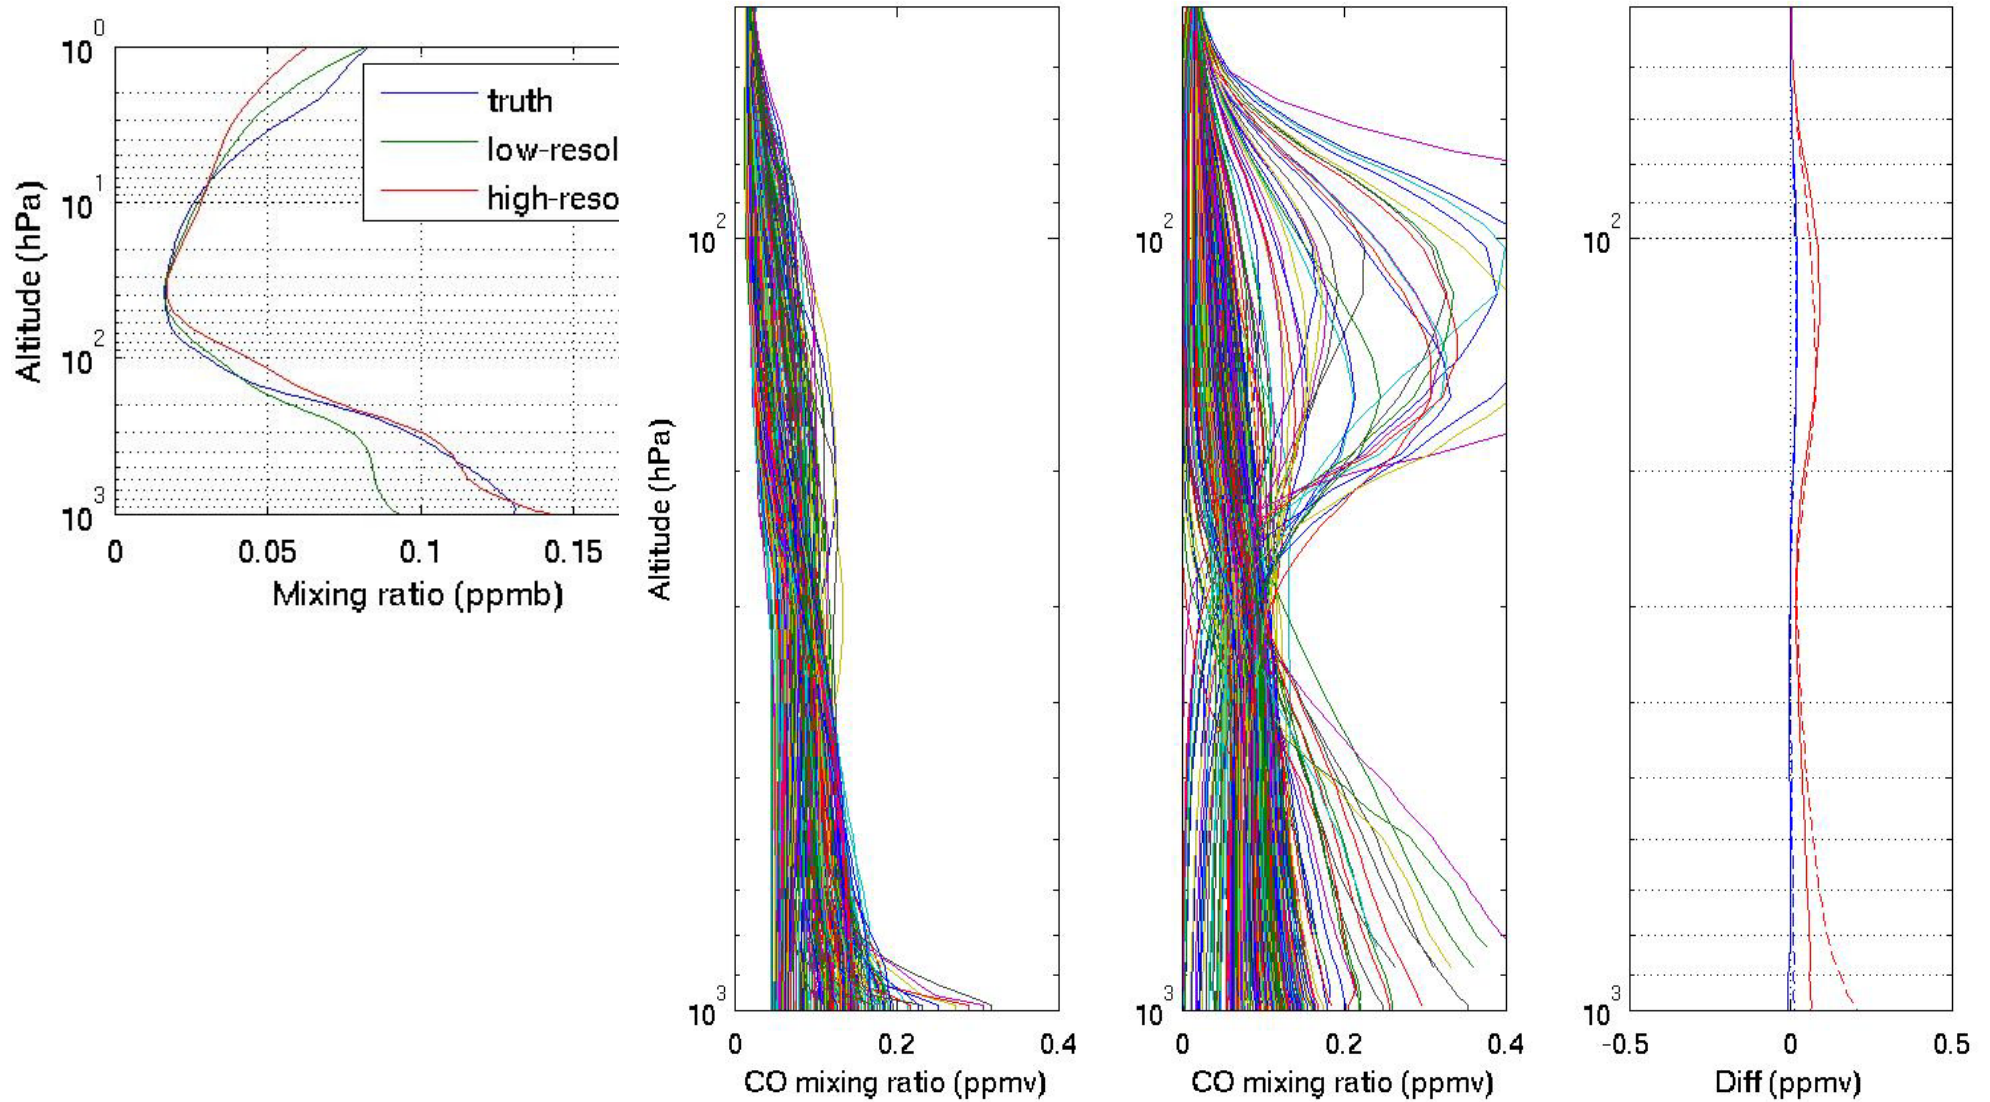 10^0
10^1
10^2
10^3
Altitude (hPa)
truth
low-resol
high-reso
0 0.05 0.1 0.15
Mixing ratio (ppmb)
10^2
10^3
Altitude (hPa)
0 0.2 0.4
CO mixing ratio (ppmv)
10^2
10^3
0 0.2 0.4
CO mixing ratio (ppmv)
10^2
10^3
-0.5 0 0.5
Diff (ppmv)